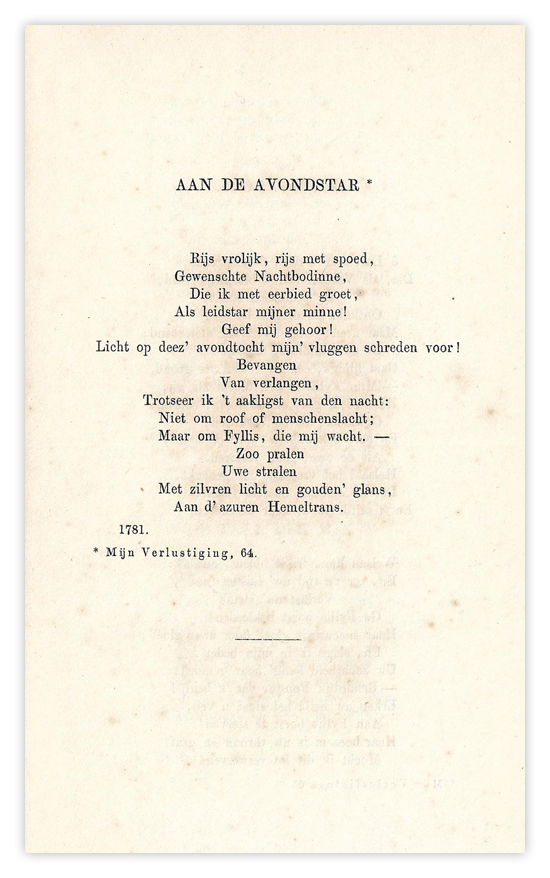 AAN DE AVONDSTAR *
Rijs vrolijk, rijs met spoed,
Gewenschte Nachtbodinne,
Die ik met eerbied groet,
Als leidstar mijner minne!
Geef mij gehoor!
Licht op deez' avondtocht mijn' vluggen schreden voor!
Bevangen
Van verlangen,
Trotseer ik 't aakligst van den nacht:
Niet om roof of menschenslacht;
Maar om Fyllis, die mij wacht. —
Zoo pralen
Uwe stralen
Met zilvren licht en gouden' glans,
Aan d'azuren Hemeltrans.
1781.
* Mijn Verlustiging, 64.